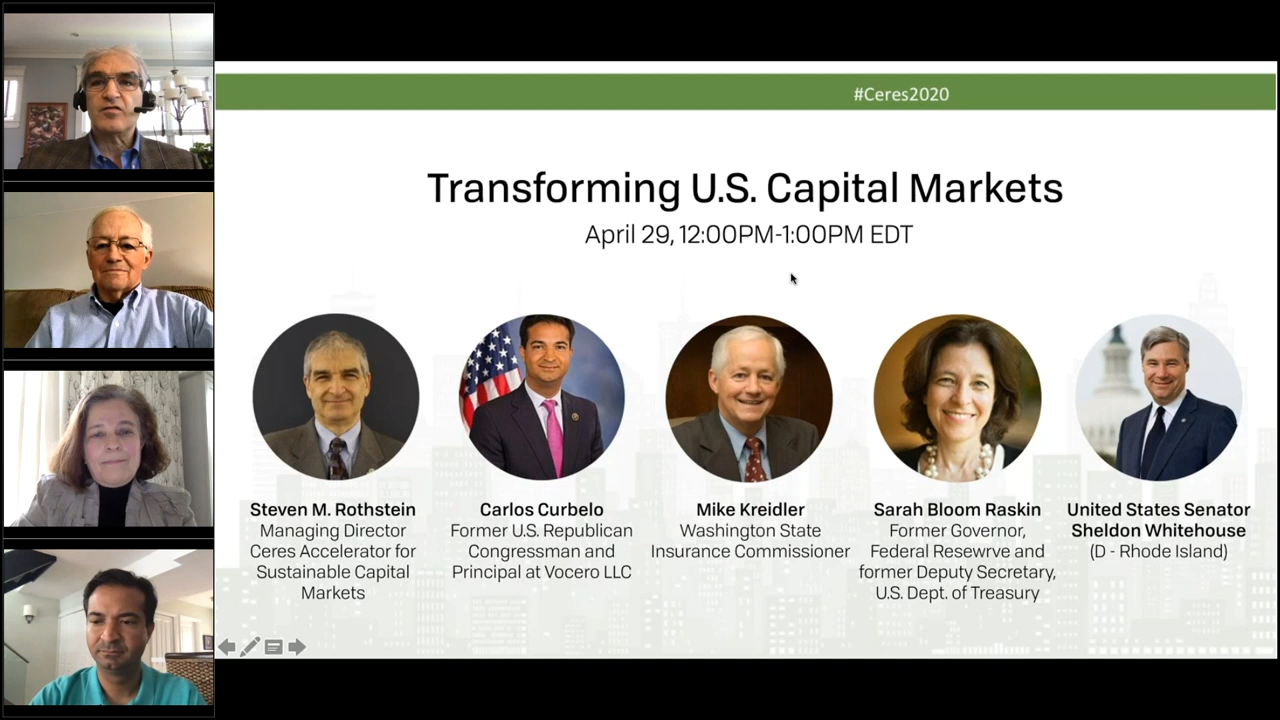 #Ceres2020
Transforming U.S. Capital Markets
April 29, 12:00PM-1:00PM EDT
Steven M. Rothstein
Managing Director
Ceres Accelerator for
Sustainable Capital
Markets
Carlos Curbelo
Former U.S. Republican
Congressman and
Principal at Vocero LLC
Mike Kreidler
Washington State
Insurance Commissioner
Sarah Bloom Raskin
Former Governor,
Federal Resewrve and
former Deputy Secretary,
U.S. Dept. of Treasury
United States Senator
Sheldon Whitehouse
(D - Rhode Island)